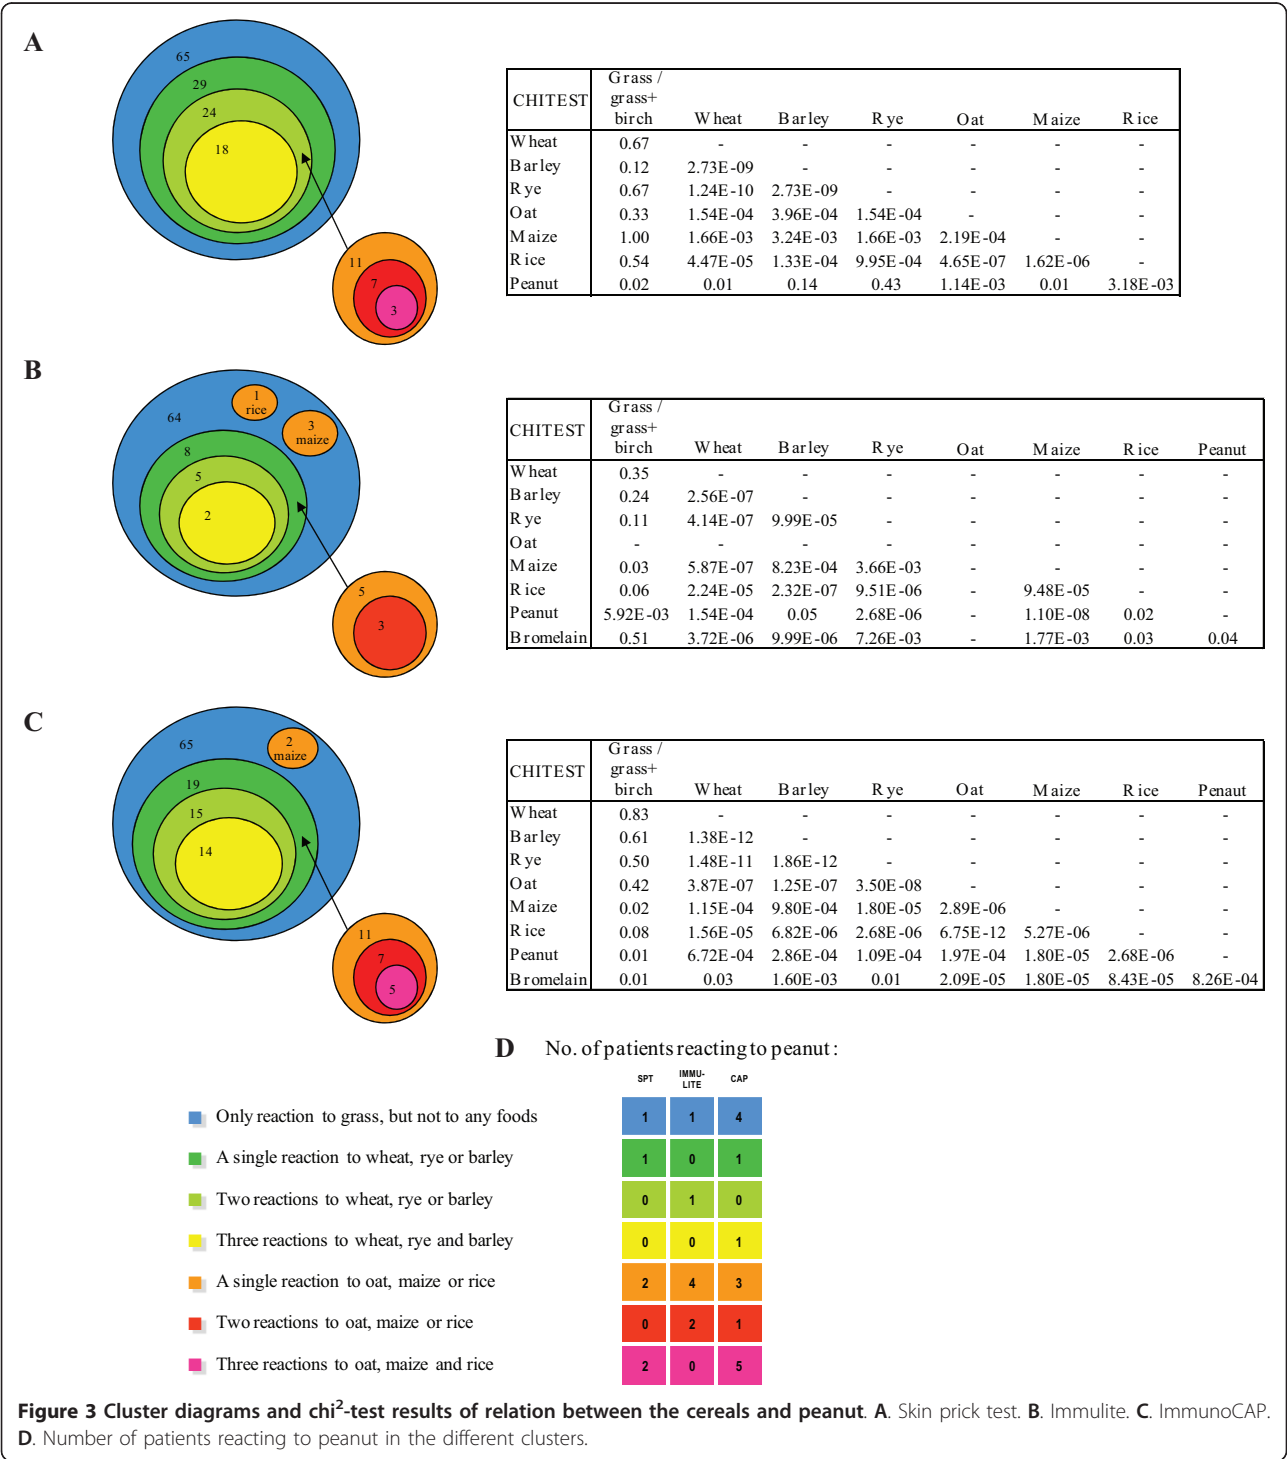 A
65
29
24
18
11
7
3
CHITEST Grass / grass+ birch Wheat Barley Rye Oat Maize Rice
Wheat 0.67 - - - - - -
Barley 0.12 2.73E-09 - - - - -
Rye 0.67 1.24E-10 2.73E-09 - - - -
Oat 0.33 1.54E-04 3.96E-04 1.54E-04 - - -
Maize 1.00 1.66E-03 3.24E-03 1.66E-03 2.19E-04 - -
Rice 0.54 4.47E-05 1.33E-04 9.95E-04 4.65E-07 1.62E-06 -
Peanut 0.02 0.01 0.14 0.43 1.14E-03 0.01 3.18E-03
B
64
1
rice
3
maize
8
5
2
5
3
CHITEST Grass / grass+ birch Wheat Barley Rye Oat Maize Rice Peanut
Wheat 0.35 - - - - - - -
Barley 0.24 2.56E-07 - - - - - -
Rye 0.11 4.14E-07 9.99E-05 - - - - -
Oat - - - - - - - -
Maize 0.03 5.87E-07 8.23E-04 3.66E-03 - - - -
Rice 0.06 2.24E-05 2.32E-07 9.51E-06 - 9.48E-05 - -
Peanut 5.92E-03 1.54E-04 0.05 2.68E-06 - 1.10E-08 0.02 -
Bromelain 0.51 3.72E-06 9.99E-06 7.26E-03 - 1.77E-03 0.03 0.04
C
65
2
maize
19
15
14
11
7
5
CHITEST Grass / grass+ birch Wheat Barley Rye Oat Maize Rice Penaut
Wheat 0.83 - - - - - - -
Barley 0.61 1.38E-12 - - - - - -
Rye 0.50 1.48E-11 1.86E-12 - - - - -
Oat 0.42 3.87E-07 1.25E-07 3.50E-08 - - - -
Maize 0.02 1.15E-04 9.80E-04 1.80E-05 2.89E-06 - - -
Rice 0.08 1.56E-05 6.82E-06 2.68E-06 6.75E-12 5.27E-06 - -
Peanut 0.01 6.72E-04 2.86E-04 1.09E-04 1.97E-04 1.80E-05 2.68E-06 -
Bromelain 0.01 0.03 1.60E-03 0.01 2.09E-05 1.80E-05 8.43E-05 8.26E-04
D No. of patients reacting to peanut :
SPT IMMU-LITE CAP
Only reaction to grass, but not to any foods 1 1 4
A single reaction to wheat, rye or barley 1 0 1
Two reactions to wheat, rye or barley 0 1 0
Three reactions to wheat, rye and barley 0 0 1
A single reaction to oat, maize or rice 2 4 3
Two reactions to oat, maize or rice 0 2 1
Three reactions to oat, maize and rice 2 0 5
Figure 3 Cluster diagrams and chi²-test results of relation between the cereals and peanut. A. Skin prick test. B. Immulite. C. ImmunoCAP.
D. Number of patients reacting to peanut in the different clusters.